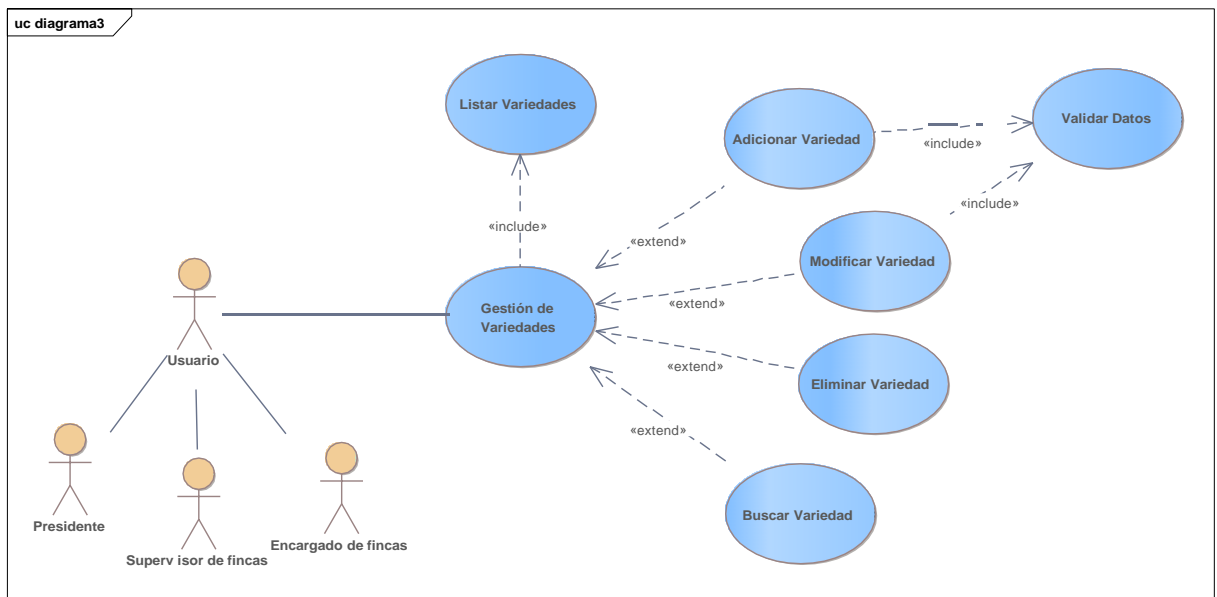 uc diagrama3
Listar Variedades
Adicionar Variedad
Validar Datos
«include»
«include»
«include»
«extend»
Modificar Variedad
«extend»
Gestión de
Variedades
Usuario
«extend»
Eliminar Variedad
«extend»
Buscar Variedad
Presidente
Superv isor de fincas
Encargado de fincas